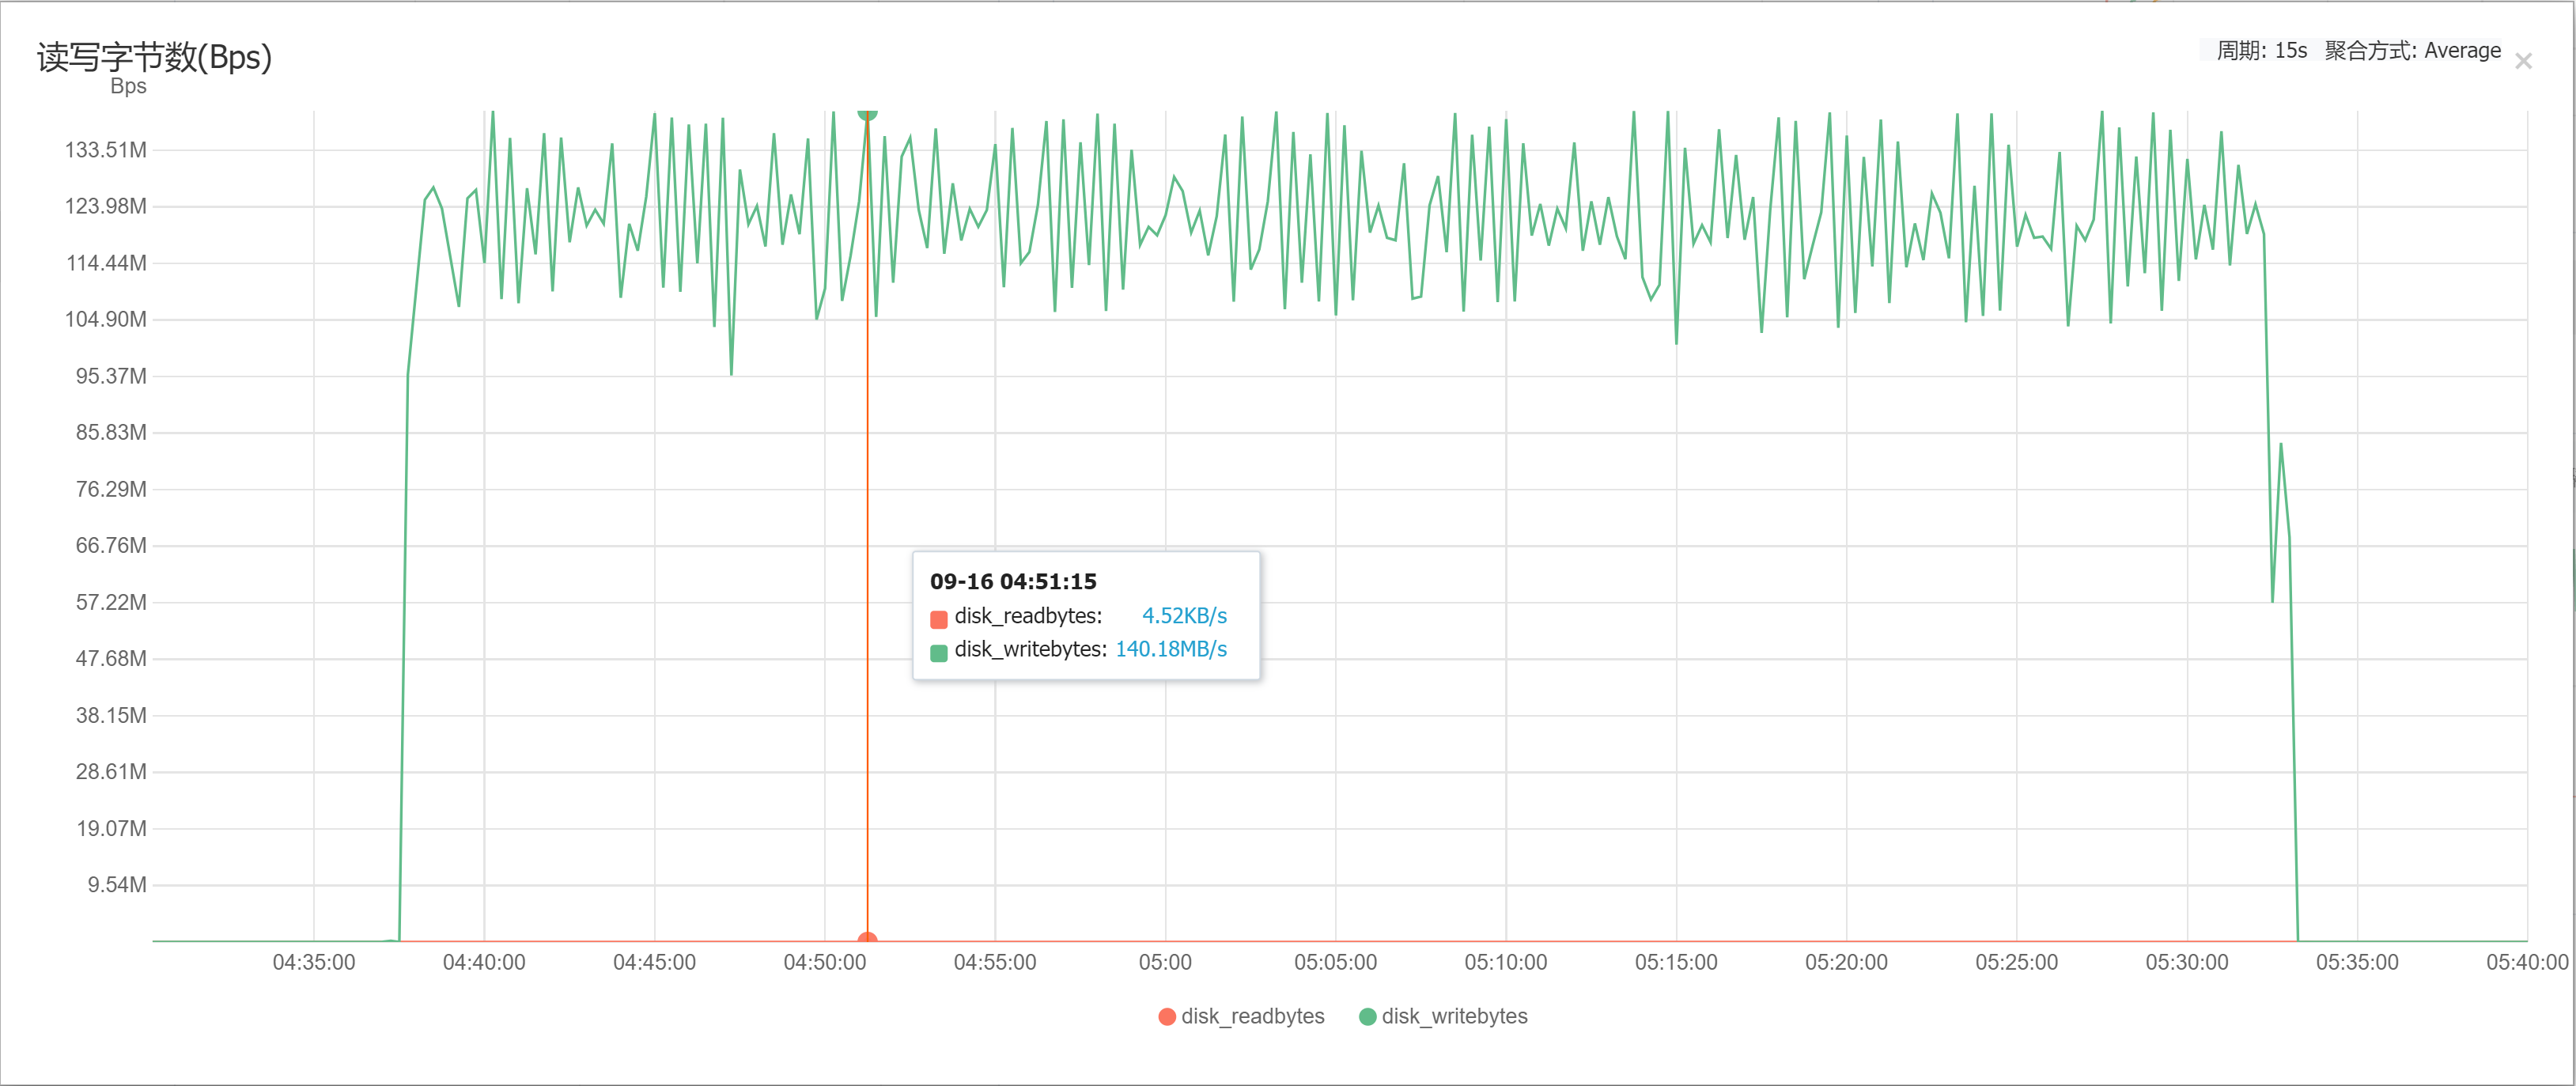 读写字节数(Bps)
周期: 15s 聚合方式: Average
Bps
133.51M
123.98M
114.44M
104.90M
95.37M
85.83M
76.29M
66.76M
57.22M
47.68M
38.15M
28.61M
19.07M
9.54M
09-16 04:51:15
disk_readbytes: 4.52KB/s
disk_writebytes: 140.18MB/s
04:35:00 04:40:00 04:45:00 04:50:00 04:55:00 05:00 05:05:00 05:10:00 05:15:00 05:20:00 05:25:00 05:30:00 05:35:00 05:40:00
disk_readbytes disk_writebytes